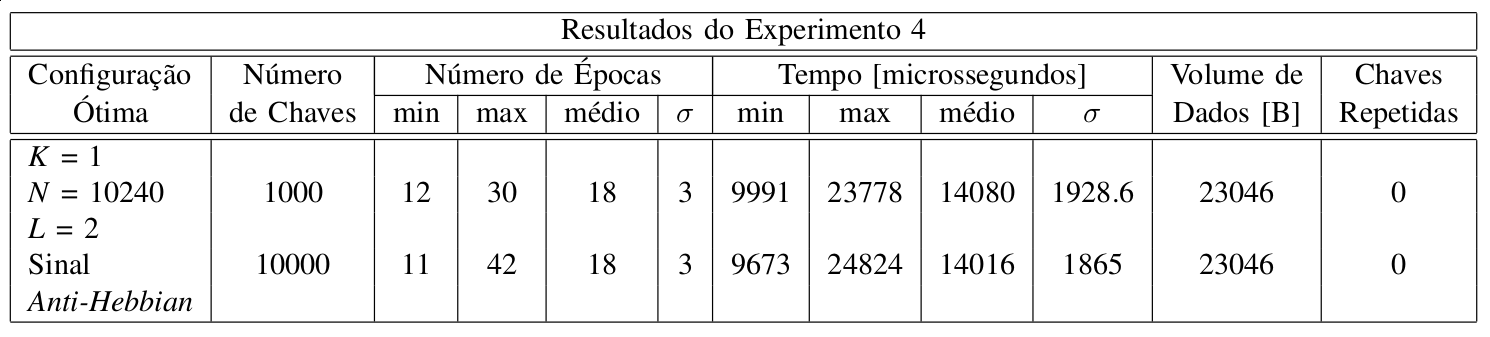 Resultados do Experimento 4
Configuração Número Número de Épocas Tempo [microssegundos] Volume de Chaves
Ótima de Chaves min max médio σ min max médio σ Dados [B] Repetidas
K = 1
N = 10240 1000 12 30 18 3 9991 23778 14080 1928.6 23046 0
L = 2
Sinal 10000 11 42 18 3 9673 24824 14016 1865 23046 0
Anti-Hebbian